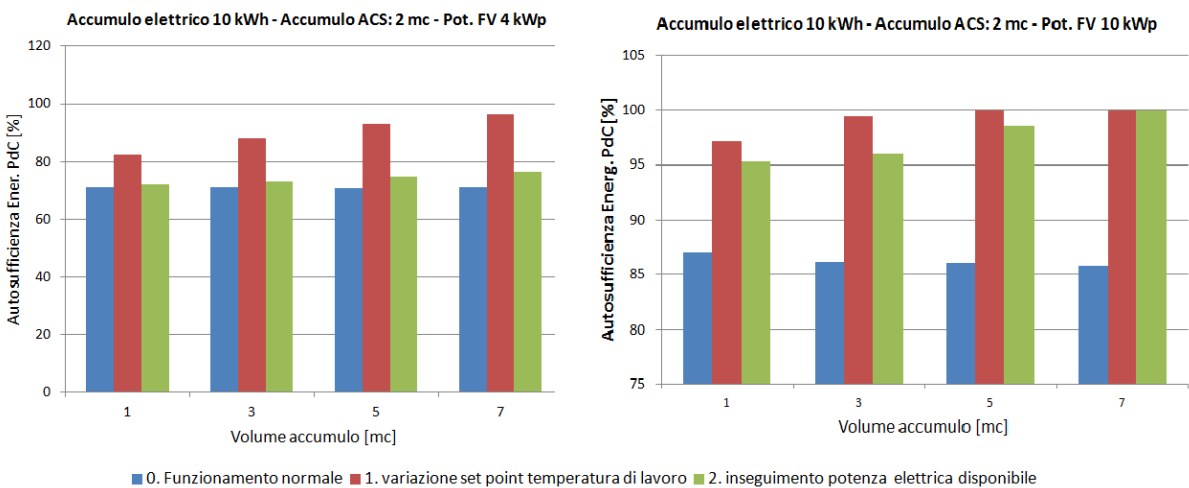 Accumulo elettrico 10 kWh - Accumulo ACS: 2 mc - Pot. FV 4 kWp
Autosufficienza Ener. PdC [%]
120
100
80
60
40
20
0
1 3 5 7
Volume accumulo [mc]
Accumulo elettrico 10 kWh - Accumulo ACS: 2 mc - Pot. FV 10 kWp
Autosufficienza Energ. PdC [%]
105
100
95
90
85
80
75
1 3 5 7
Volume accumulo [mc]
0. Funzionamento normale 1. variazione set point temperatura di lavoro 2. inseguimento potenza elettrica disponibile